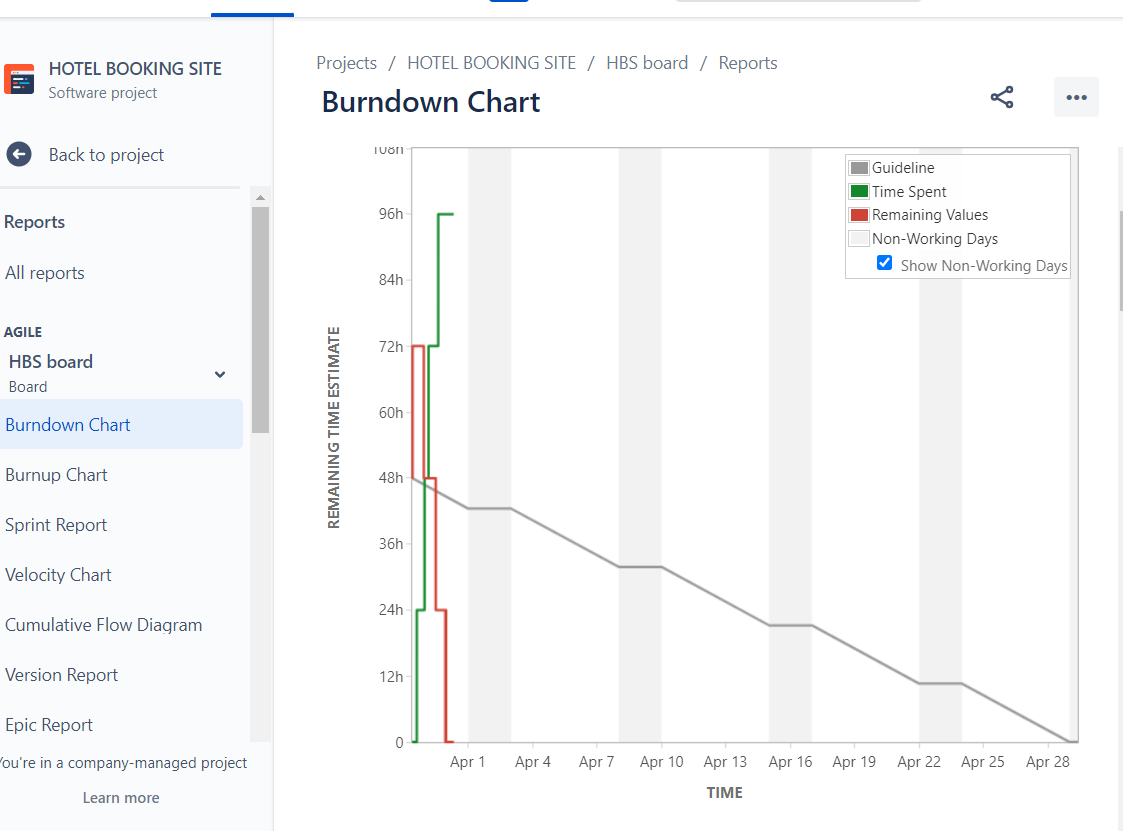 HOTEL BOOKING SITE
Software project
Back to project
Reports
All reports
AGILE
HBS board
Board
Burndown Chart
Burnup Chart
Sprint Report
Velocity Chart
Cumulative Flow Diagram
Version Report
Epic Report
You're in a company-managed project
Learn more
Projects / HOTEL BOOKING SITE / HBS board / Reports
Burndown Chart
108h
96h
84h
72h
60h
48h
36h
24h
12h
0
REMAINING TIME ESTIMATE
Guideline
Time Spent
Remaining Values
Non-Working Days
Show Non-Working Days
Apr 1 Apr 4 Apr 7 Apr 10 Apr 13 Apr 16 Apr 19 Apr 22 Apr 25 Apr 28
TIME